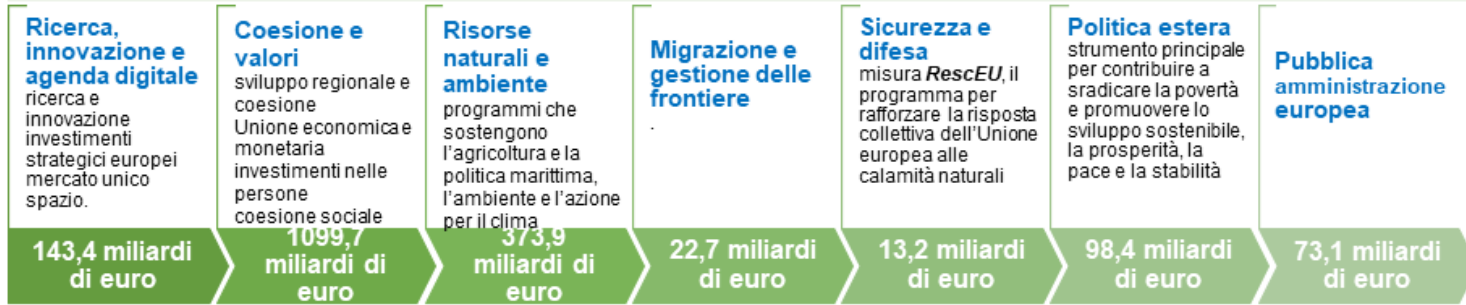 Ricerca,
innovazione e
agenda digitale
ricerca e
innovazione
investimenti
strategici europei
mercato unico
spazio.
143,4 miliardi
di euro
Coesione e
valori
sviluppo regionale e
coesione
Unione economica e
monetaria
investimenti nelle
persone
coesione sociale
1099,7
miliardi di
euro
Risorse
naturali e
ambiente
programmi che
sostengono
l’agricoltura e la
politica marittima,
l’ambiente e l’azione
per il clima
373,9
miliardi di
euro
Migrazione e
gestione delle
frontiere
.
22,7 miliardi
di euro
Sicurezza e
difesa
misura RescEU, il
programma per
rafforzare la risposta
collettiva dell’Unione
europea alle
calamità naturali
13,2 miliardi
di euro
Politica estera
strumento principale
per contribuire a
sradicare la povertà
e promuovere lo
sviluppo sostenibile,
la prosperità, la
pace e la stabilità
98,4 miliardi
di euro
Pubblica
amministrazione
europea
73,1 miliardi
di euro